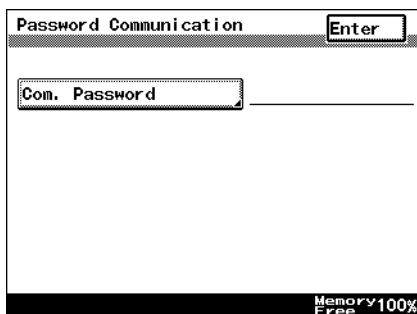 Password Communication
Enter
Com. Password
Memory
Free 100%